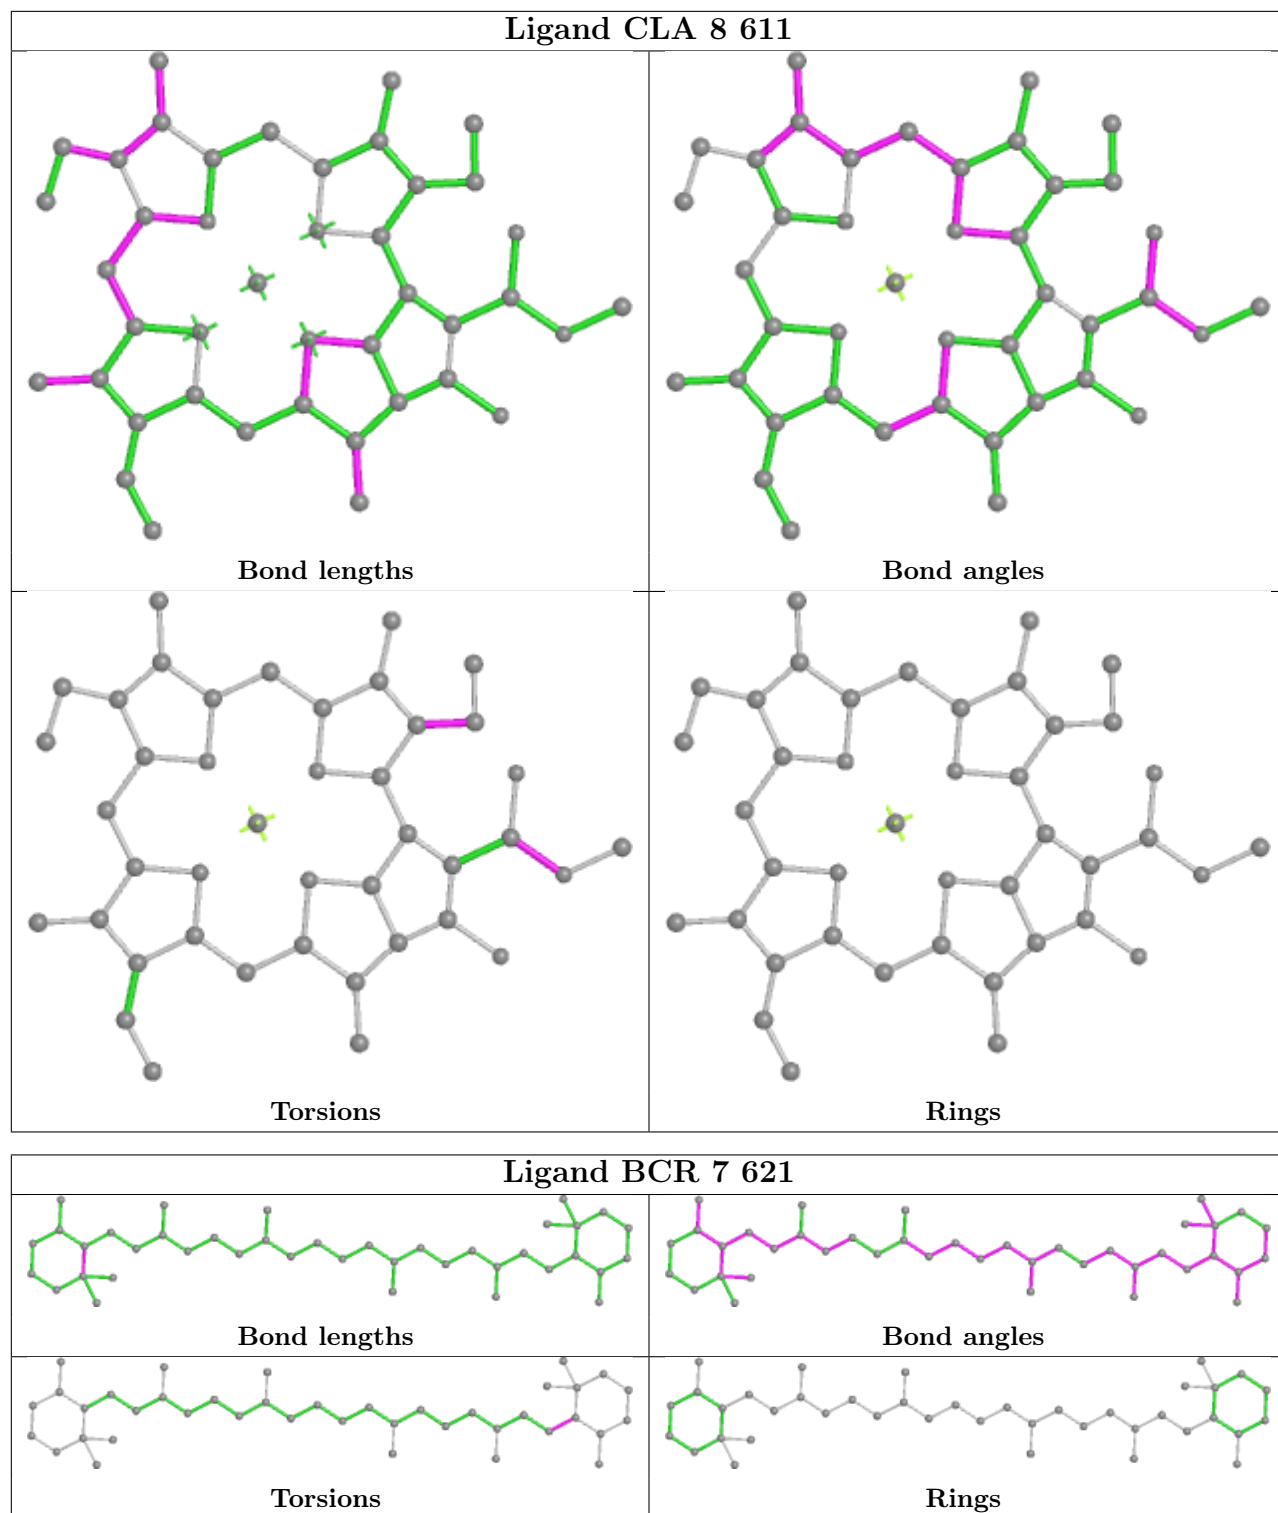 Ligand CLA 8 611
Bond lengths
Bond angles
Torsions
Rings
Ligand BCR 7 621
Bond lengths
Bond angles
Torsions
Rings